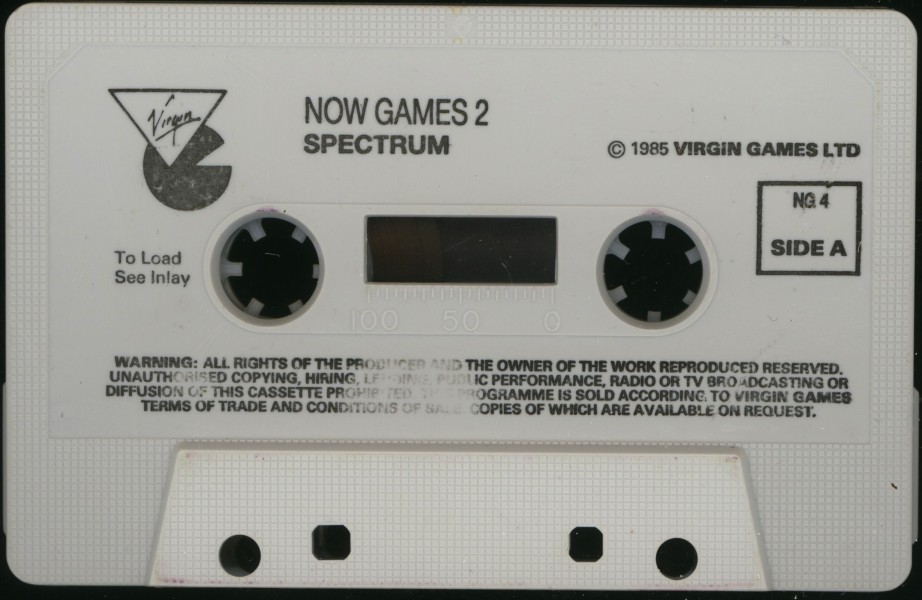 Virgin
NOW GAMES 2
SPECTRUM
© 1985 VIRGIN GAMES LTD
NG 4
SIDE A
To Load
See Inlay
100 50 0
WARNING: ALL RIGHTS OF THE PRODUCER AND THE OWNER OF THE WORK REPRODUCED RESERVED.
UNAUTHORISED COPYING, HIRING, LENDING, PUBLIC PERFORMANCE, RADIO OR TV BROADCASTING OR
DIFFUSION OF THIS CASSETTE PROHIBITED. THIS PROGRAMME IS SOLD ACCORDING TO VIRGIN GAMES
TERMS OF TRADE AND CONDITIONS OF SALE. COPIES OF WHICH ARE AVAILABLE ON REQUEST.